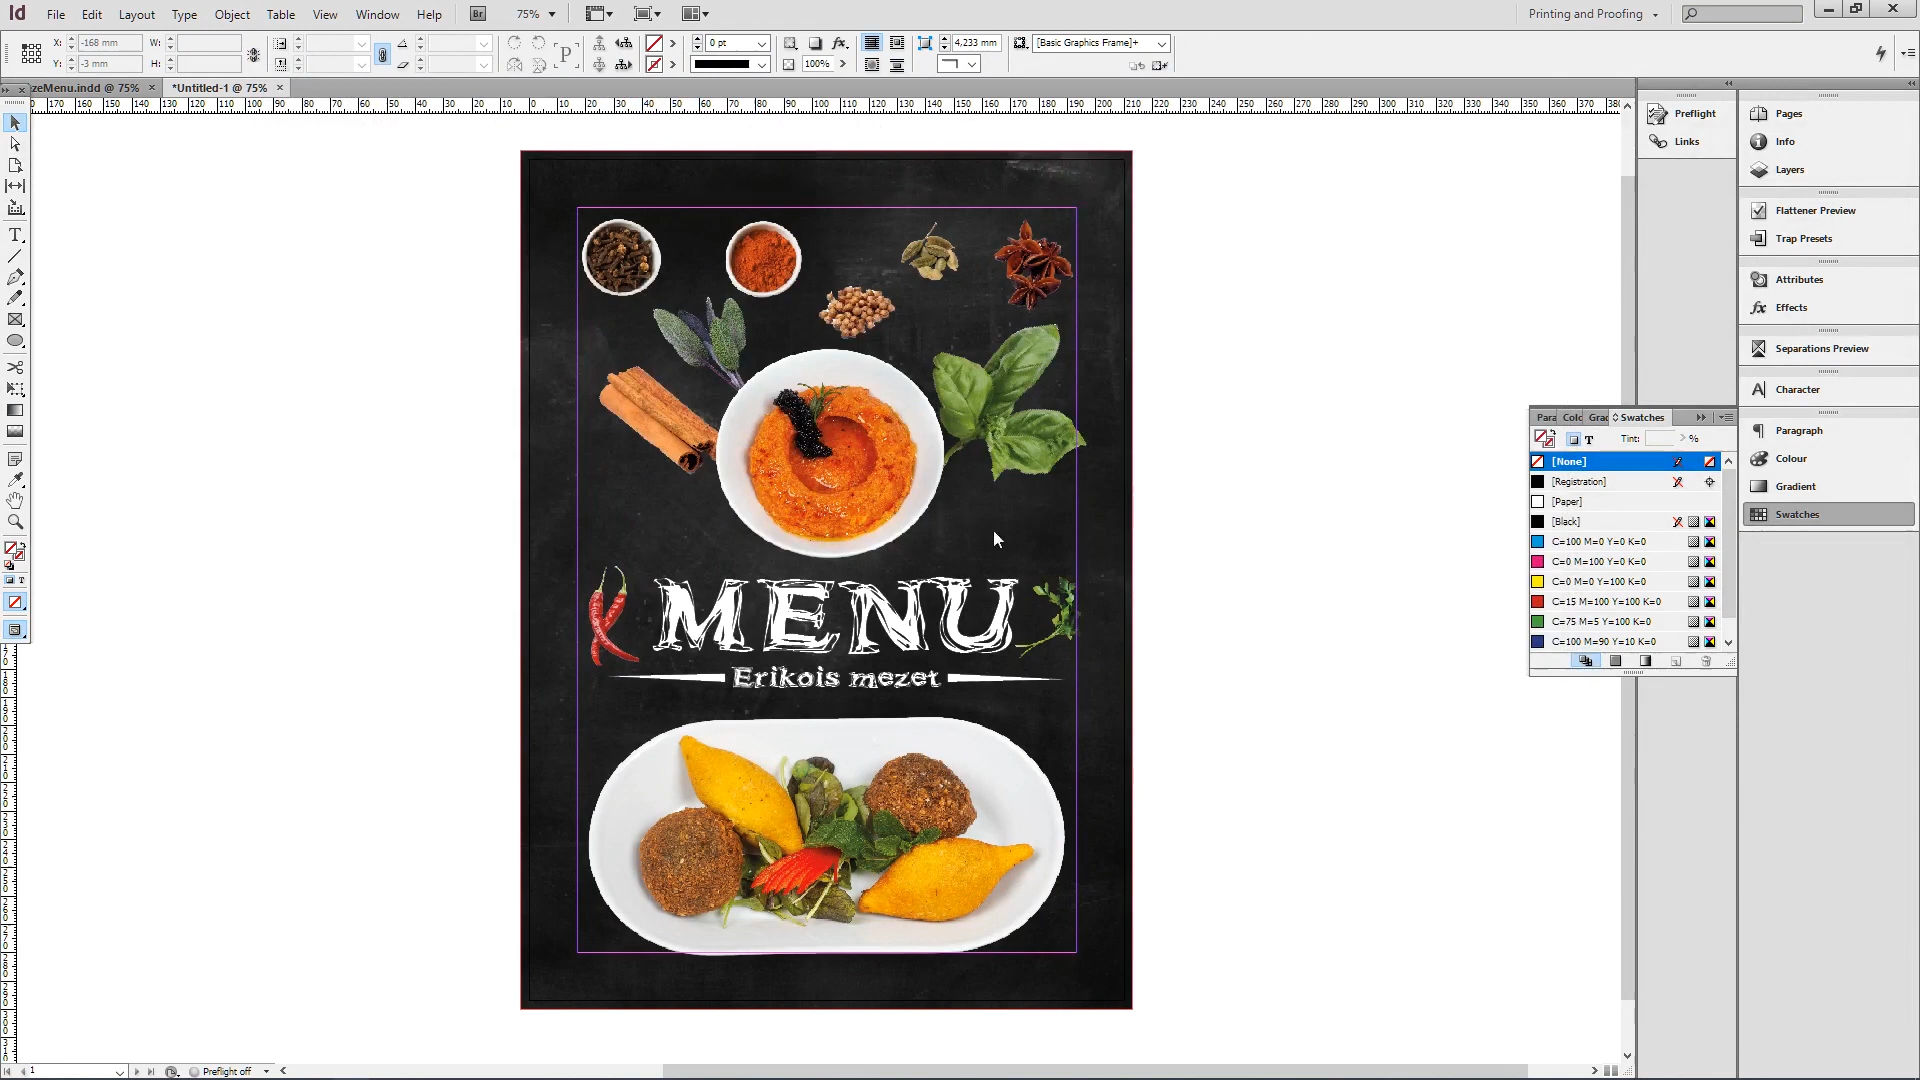 Id File Edit Layout Type Object Table View Window Help Br 75% Printing and Proofing
X: -168 mm W: 0 pt fx 4,233 mm [Basic Graphics Frame]+
Y: -3 mm H: P 100%
zeMenu.indd @ 75% *Untitled-1 @ 75%
170 160 150 140 130 120 110 100 90 80 70 60 50 40 30 20 10 0 10 20 30 40 50 60 70 80 90 100 110 120 130 140 150 160 170 180 190 200 210 220 230 240 250 260 270 280 290 300 310 320 330 340 350 360 370 380
Preflight
Links
Pages
Info
Layers
Flattener Preview
Trap Presets
Attributes
fx Effects
Separations Preview
Character
Paragraph
Colour
Gradient
Swatches
Para Colo Grac Swatches
T Tint: > %
[None]
[Registration]
[Paper]
[Black]
C=100 M=0 Y=0 K=0
C=0 M=100 Y=0 K=0
C=0 M=0 Y=100 K=0
C=15 M=100 Y=100 K=0
C=75 M=5 Y=100 K=0
C=100 M=90 Y=10 K=0
MENU
Erikois mezet
1 Preflight off